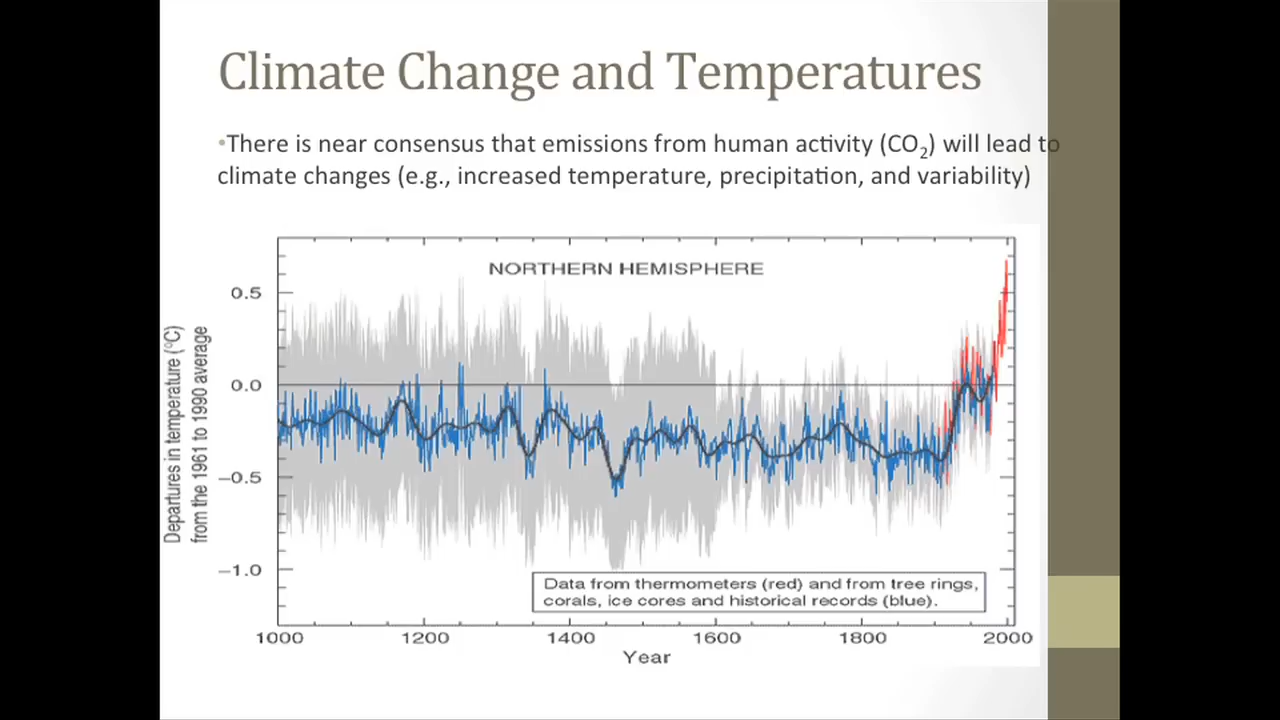 Climate Change and Temperatures
•There is near consensus that emissions from human activity (CO₂) will lead to
climate changes (e.g., increased temperature, precipitation, and variability)
NORTHERN HEMISPHERE
Departures in temperature (°C)
from the 1961 to 1990 average
0.5
0.0
−0.5
−1.0
Data from thermometers (red) and from tree rings,
corals, ice cores and historical records (blue).
1000 1200 1400 1600 1800 2000
Year